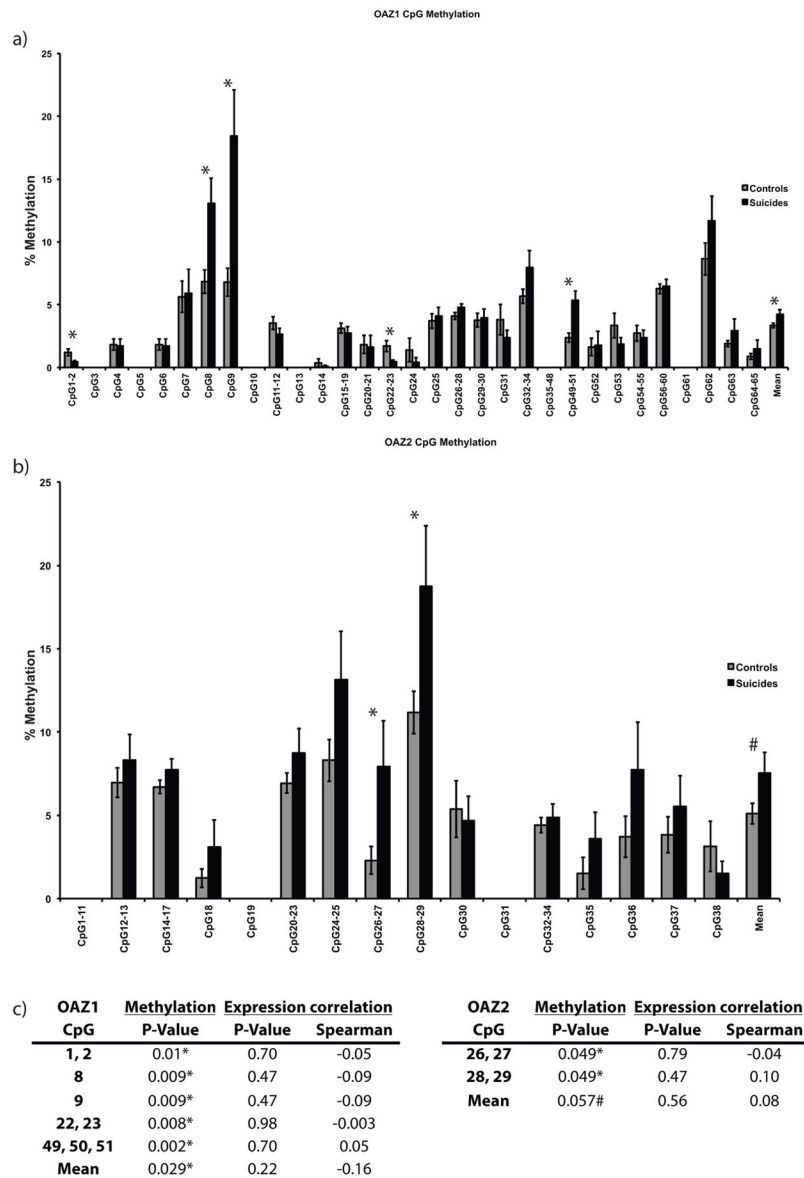 OAZ1 CpG Methylation
a)
25
20
15
10
5
0
% Methylation
*
*
*
*
*
*
Controls
Suicides
CpG1-2 CpG3 CpG4 CpG5 CpG6 CpG7 CpG8 CpG9 CpG10 CpG11-12 CpG13 CpG14 CpG15-19 CpG20-21 CpG22-23 CpG24 CpG25 CpG26-28 CpG29-30 CpG31 CpG32-34 CpG35-48 CpG49-51 CpG52 CpG53 CpG54-55 CpG56-60 CpG61 CpG62 CpG63 CpG64-65 Mean
OAZ2 CpG Methylation
b)
25
20
15
10
5
0
% Methylation
*
*
#
Controls
Suicides
CpG1-11 CpG12-13 CpG14-17 CpG18 CpG19 CpG20-23 CpG24-25 CpG26-27 CpG28-29 CpG30 CpG31 CpG32-34 CpG35 CpG36 CpG37 CpG38 Mean
c)
OAZ1 Methylation Expression correlation
CpG P-Value P-Value Spearman
1, 2 0.01* 0.70 -0.05
8 0.009* 0.47 -0.09
9 0.009* 0.47 -0.09
22, 23 0.008* 0.98 -0.003
49, 50, 51 0.002* 0.70 0.05
Mean 0.029* 0.22 -0.16
OAZ2 Methylation Expression correlation
CpG P-Value P-Value Spearman
26, 27 0.049* 0.79 -0.04
28, 29 0.049* 0.47 0.10
Mean 0.057# 0.56 0.08